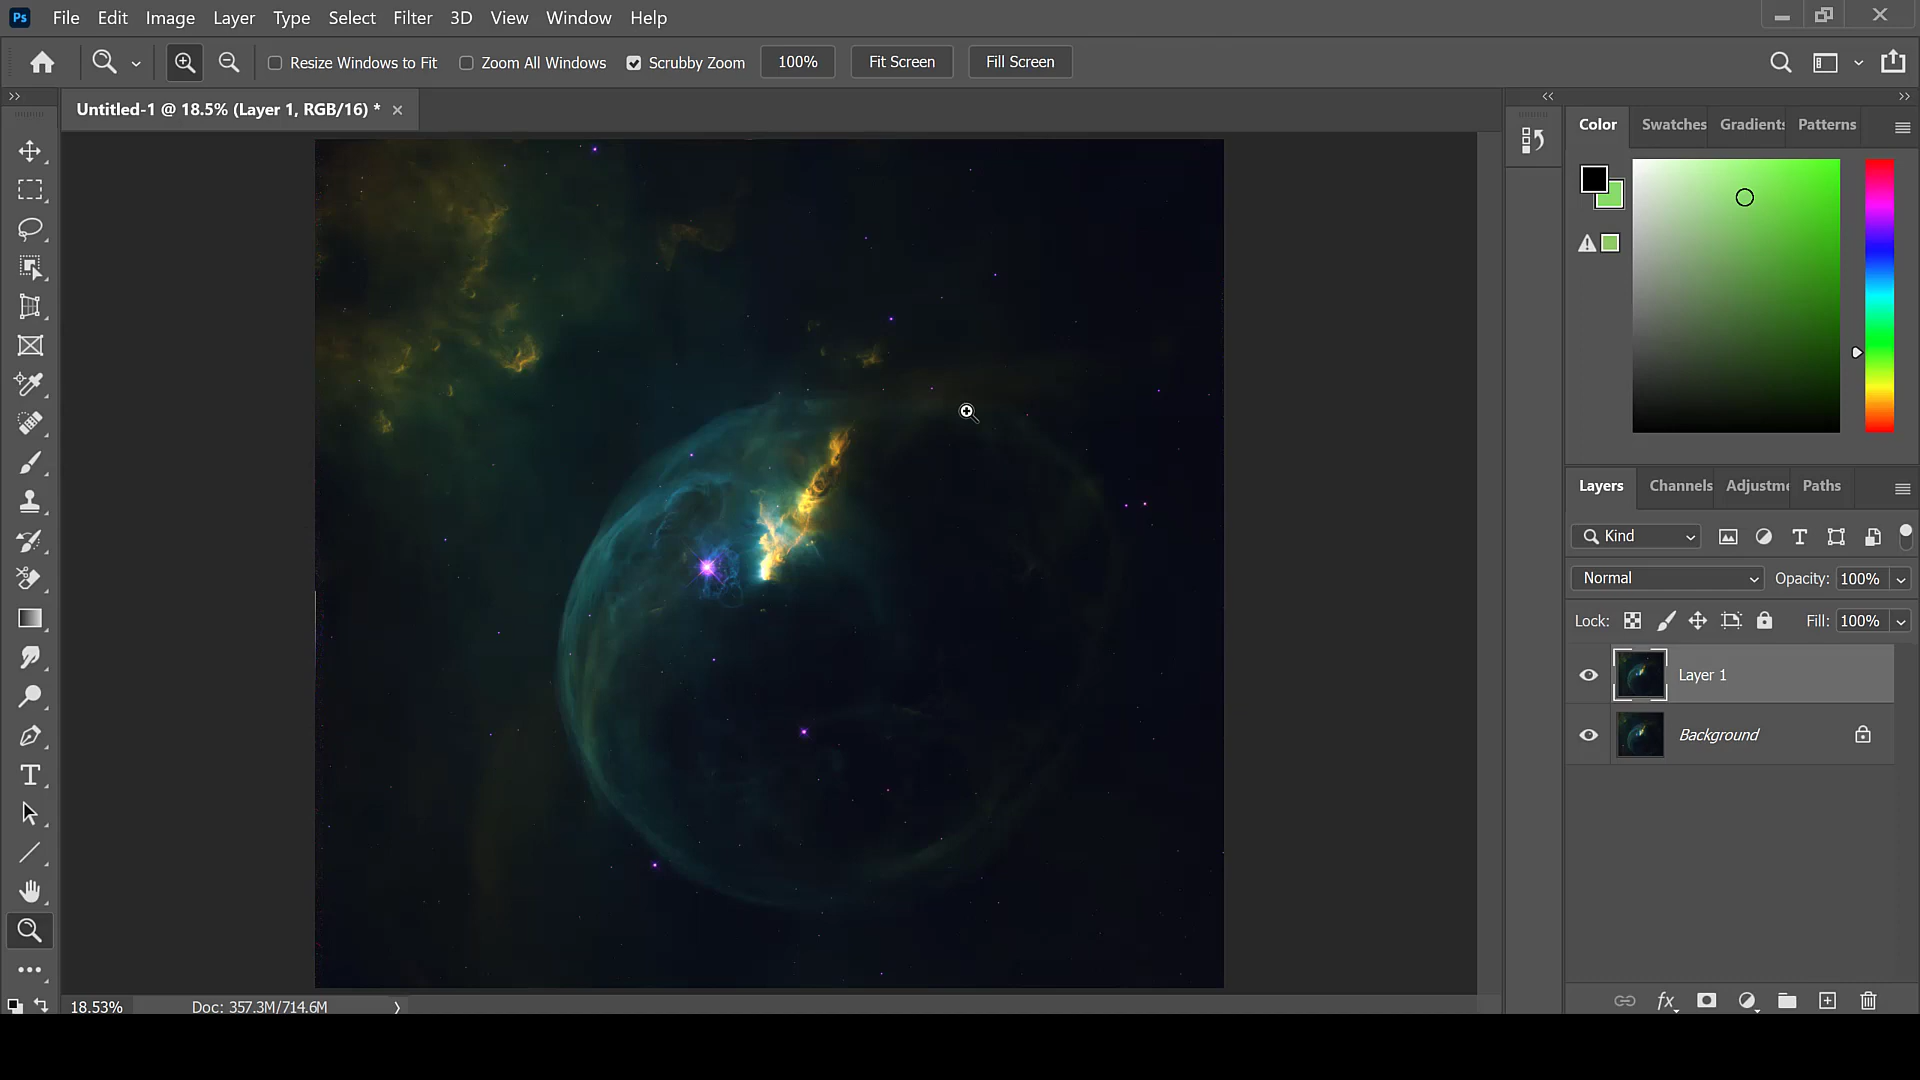 Ps File Edit Image Layer Type Select Filter 3D View Window Help
Resize Windows to Fit Zoom All Windows Scrubby Zoom 100% Fit Screen Fill Screen
Untitled-1 @ 18.5% (Layer 1, RGB/16) *
Color Swatches Gradients Patterns
Layers Channels Adjustme Paths
Kind
Normal Opacity: 100%
Lock: Fill: 100%
Layer 1
Background
fx
18.53% Doc: 357.3M/714.6M